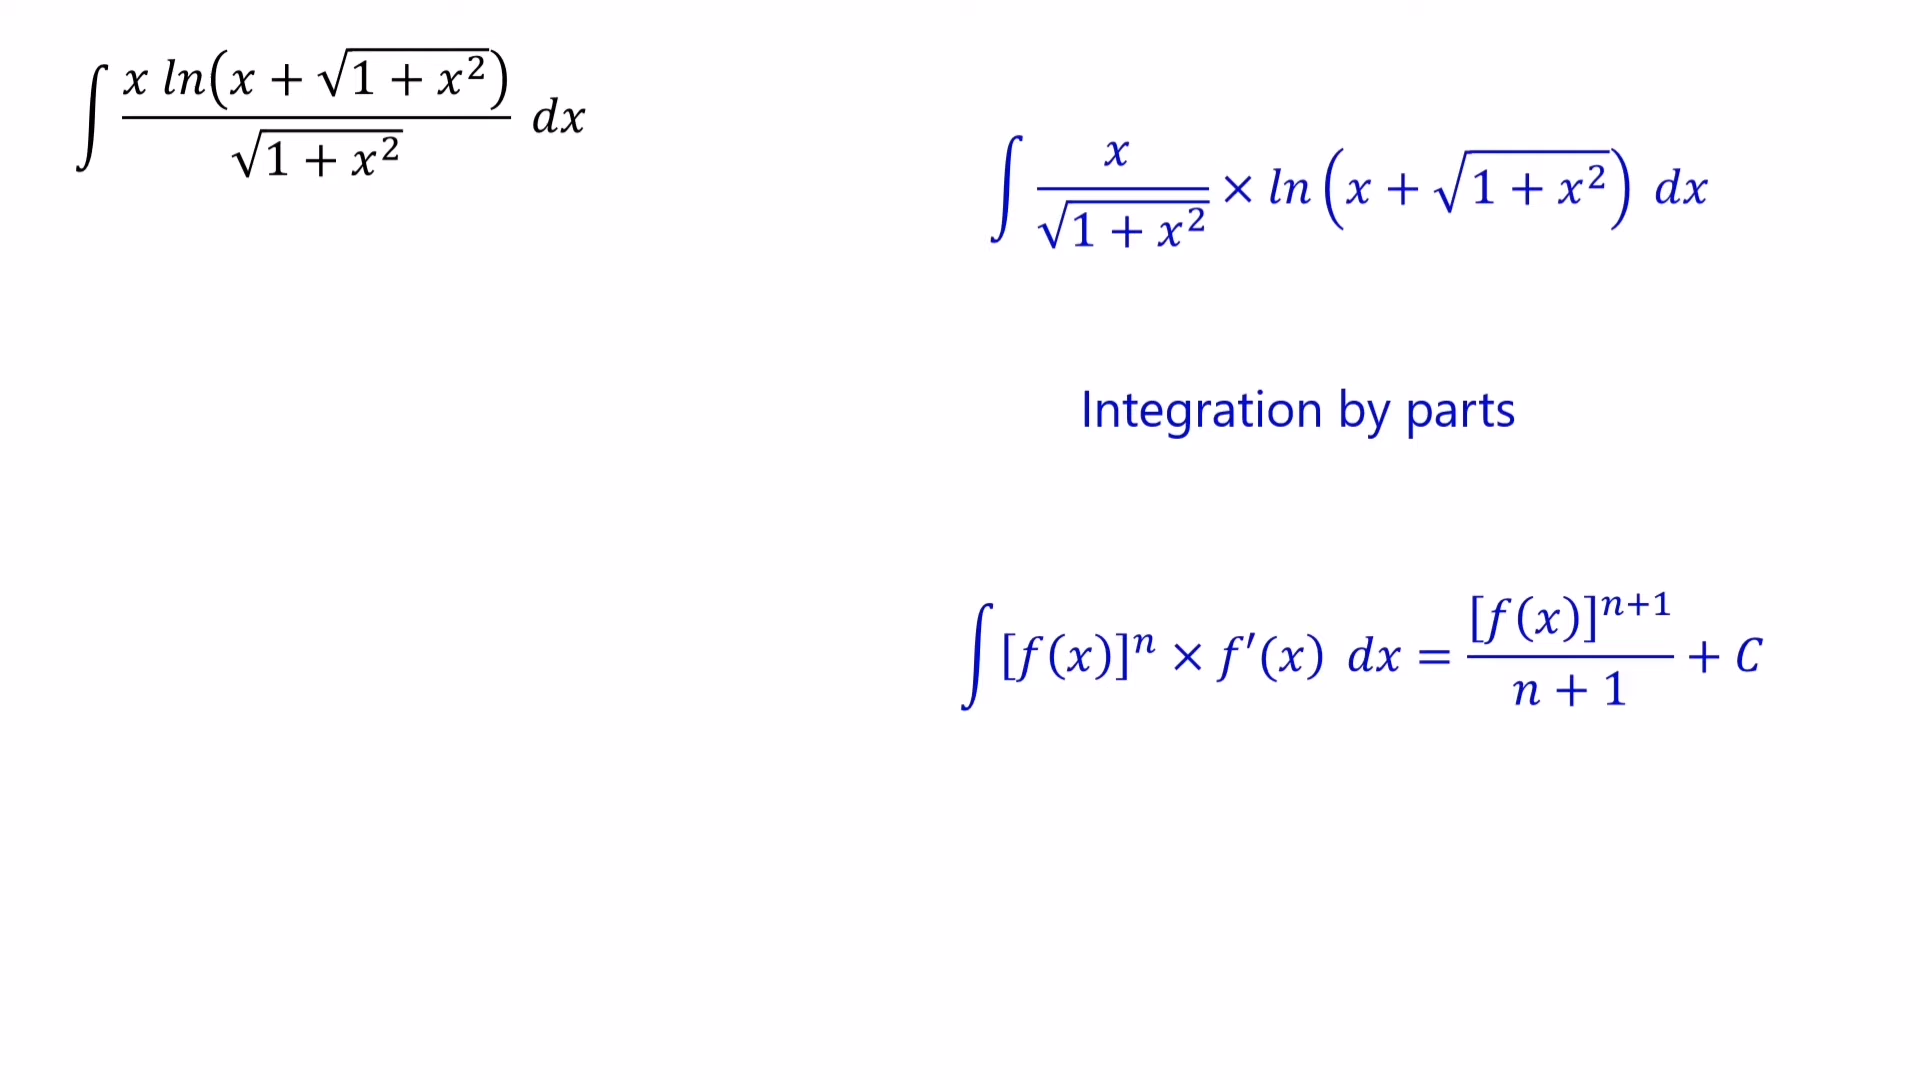 ∫ x ln(x + √(1 + x²)) / √(1 + x²) dx
∫ x / √(1 + x²) × ln(x + √(1 + x²)) dx
Integration by parts
∫ [f(x)]ⁿ × f′(x) dx = [f(x)]ⁿ⁺¹ / (n + 1) + C